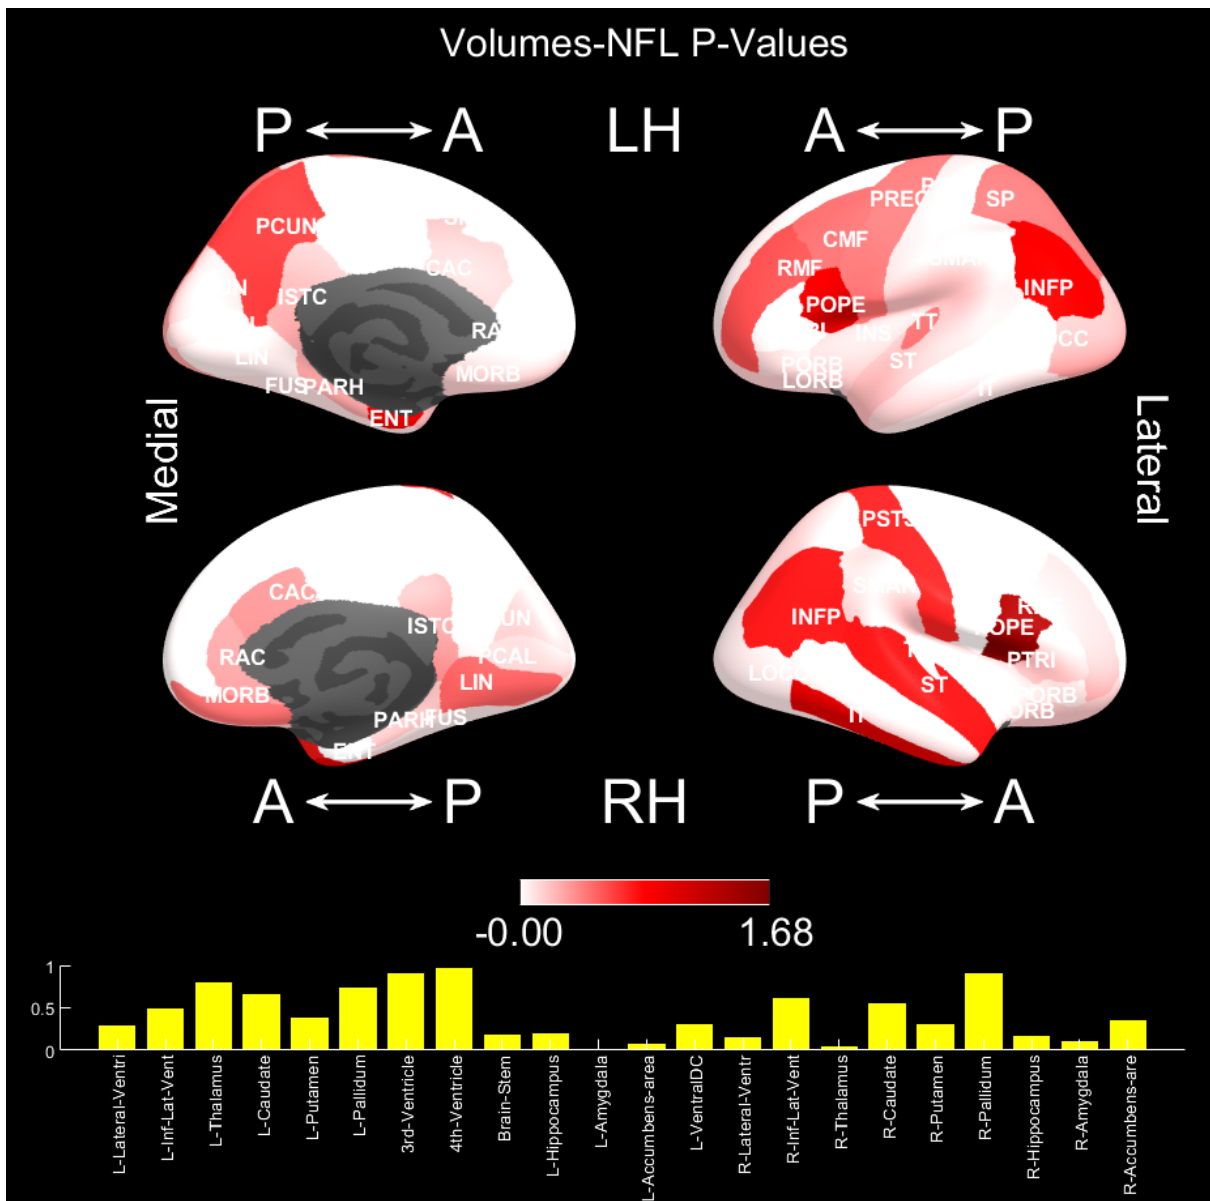 Volumes-NFL P-Values
P A LH A P
PCUN
CAC
ISTC
LIN
FUS PARH
MORB
ENT
PREC
SP
CMF
RMF
INFP
POPE
TT
INS
ST
PORB
LORB
IT
Medial
Lateral
CAC
ISTC
RAC
PCAL
MORB
LIN
PARH
FUS
ENT
PSTS
SMAR
INFP
PTRI
ST
PORB
IT
A P RH P A
-0.00 1.68
1
0.5
0
L-Lateral-Ventri
L-Inf-Lat-Vent
L-Thalamus
L-Caudate
L-Putamen
L-Pallidum
3rd-Ventricle
4th-Ventricle
Brain-Stem
L-Hippocampus
L-Amygdala
L-Accumbens-area
L-VentralDC
R-Lateral-Ventr
R-Inf-Lat-Vent
R-Thalamus
R-Caudate
R-Putamen
R-Pallidum
R-Hippocampus
R-Amygdala
R-Accumbens-are